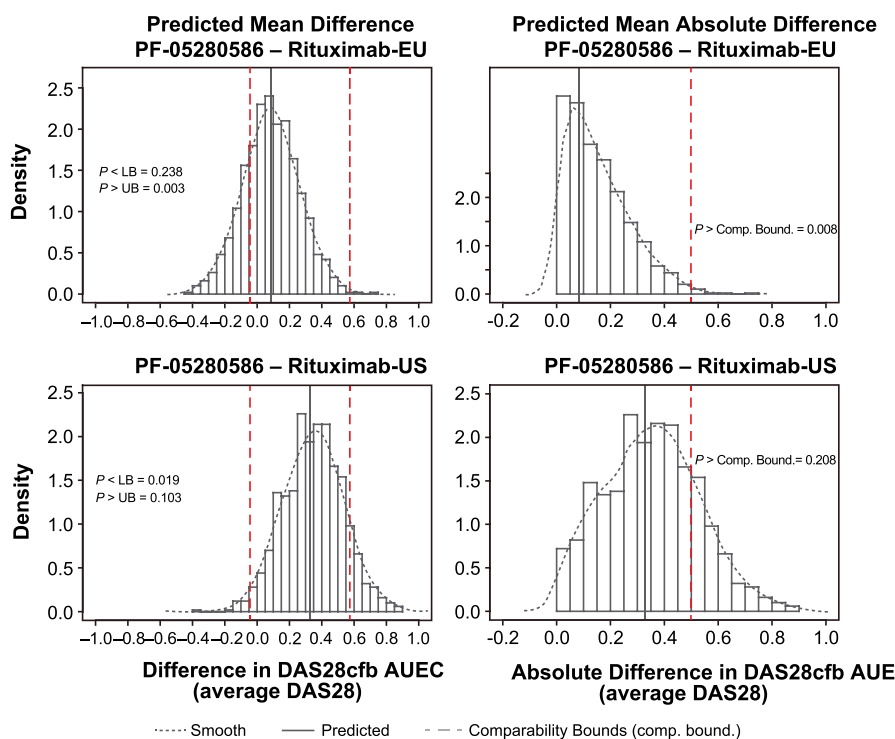 Predicted Mean Difference
PF-05280586 – Rituximab-EU
Predicted Mean Absolute Difference
PF-05280586 – Rituximab-EU
2.5
2.0
1.5
1.0
0.5
0.0
Density
P < LB = 0.238
P > UB = 0.003
–1.0–0.8–0.6–0.4–0.2 0.0 0.2 0.4 0.6 0.8 1.0
2.0
1.0
0.0
P > Comp. Bound. = 0.008
-0.2 0.0 0.2 0.4 0.6 0.8 1.0
PF-05280586 – Rituximab-US
PF-05280586 – Rituximab-US
2.5
2.0
1.5
1.0
0.5
0.0
Density
P < LB = 0.019
P > UB = 0.103
–1.0–0.8–0.6–0.4–0.2 0.0 0.2 0.4 0.6 0.8 1.0
2.5
2.0
1.5
1.0
0.5
0.0
P > Comp. Bound.= 0.208
-0.2 0.0 0.2 0.4 0.6 0.8 1.0
Difference in DAS28cfb AUEC
(average DAS28)
Absolute Difference in DAS28cfb AUE
(average DAS28)
Smooth Predicted Comparability Bounds (comp. bound.)